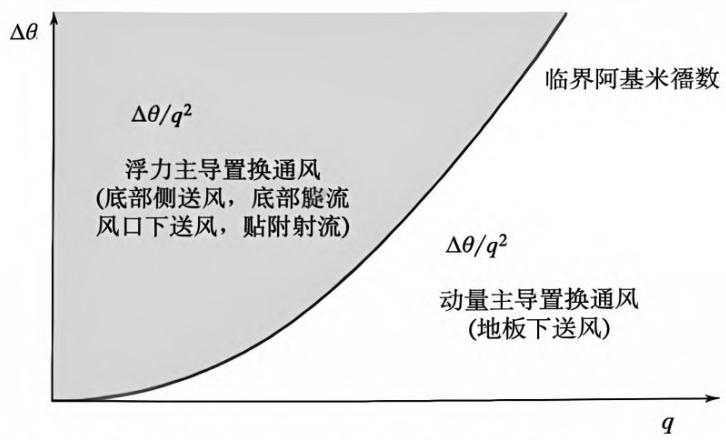 Δθ
临界阿基米德数
Δθ/q²
浮力主导置换通风
(底部侧送风，底部旋流
风口下送风，贴附射流)
Δθ/q²
动量主导置换通风
(地板下送风)
q